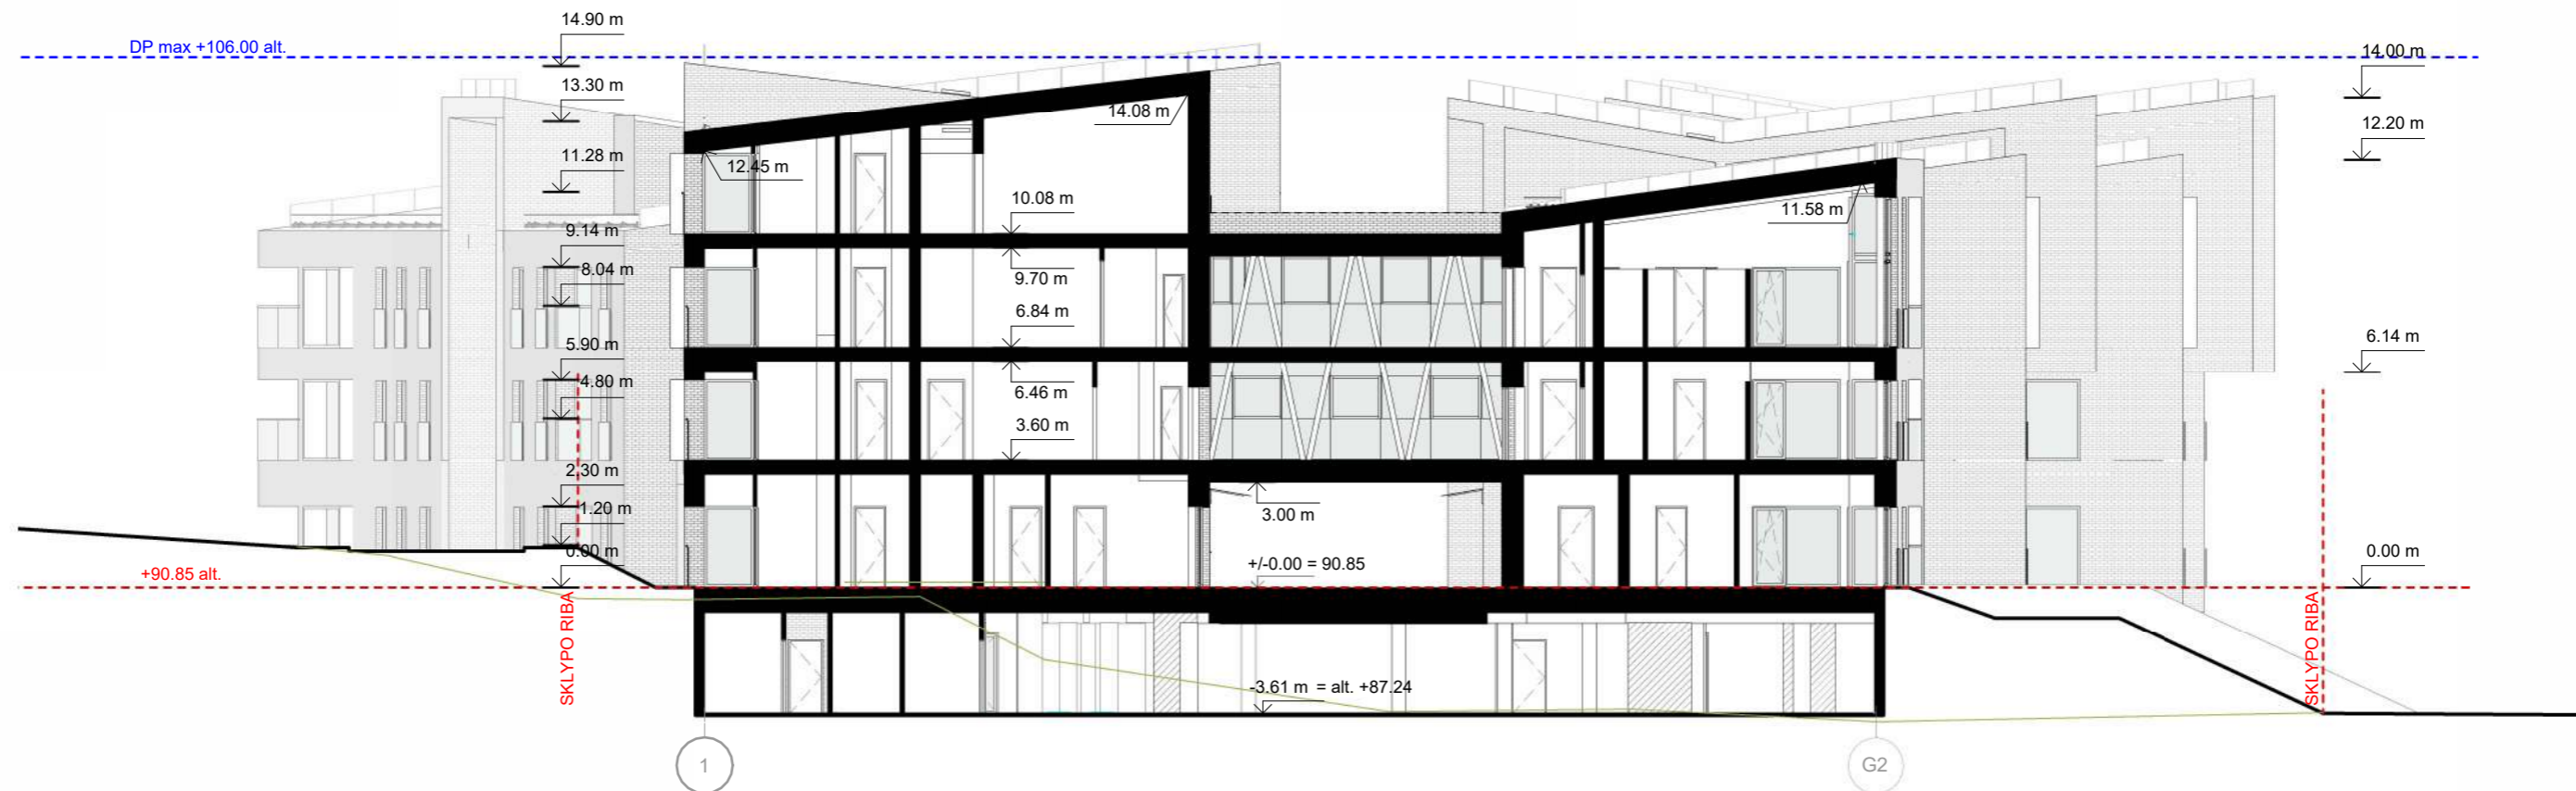 14.90 m
DP max +106.00 alt.
14.00 m
13.30 m
14.08 m
12.20 m
11.28 m
12.45 m
10.08 m
11.58 m
9.14 m
8.04 m
9.70 m
6.84 m
5.90 m
6.14 m
4.80 m
6.46 m
3.60 m
2.30 m
1.20 m
3.00 m
0.00 m
+/-0.00 = 90.85
0.00 m
+90.85 alt.
SKLYPO RIBA
SKLYPO RIBA
-3.61 m = alt. +87.24
1
G2